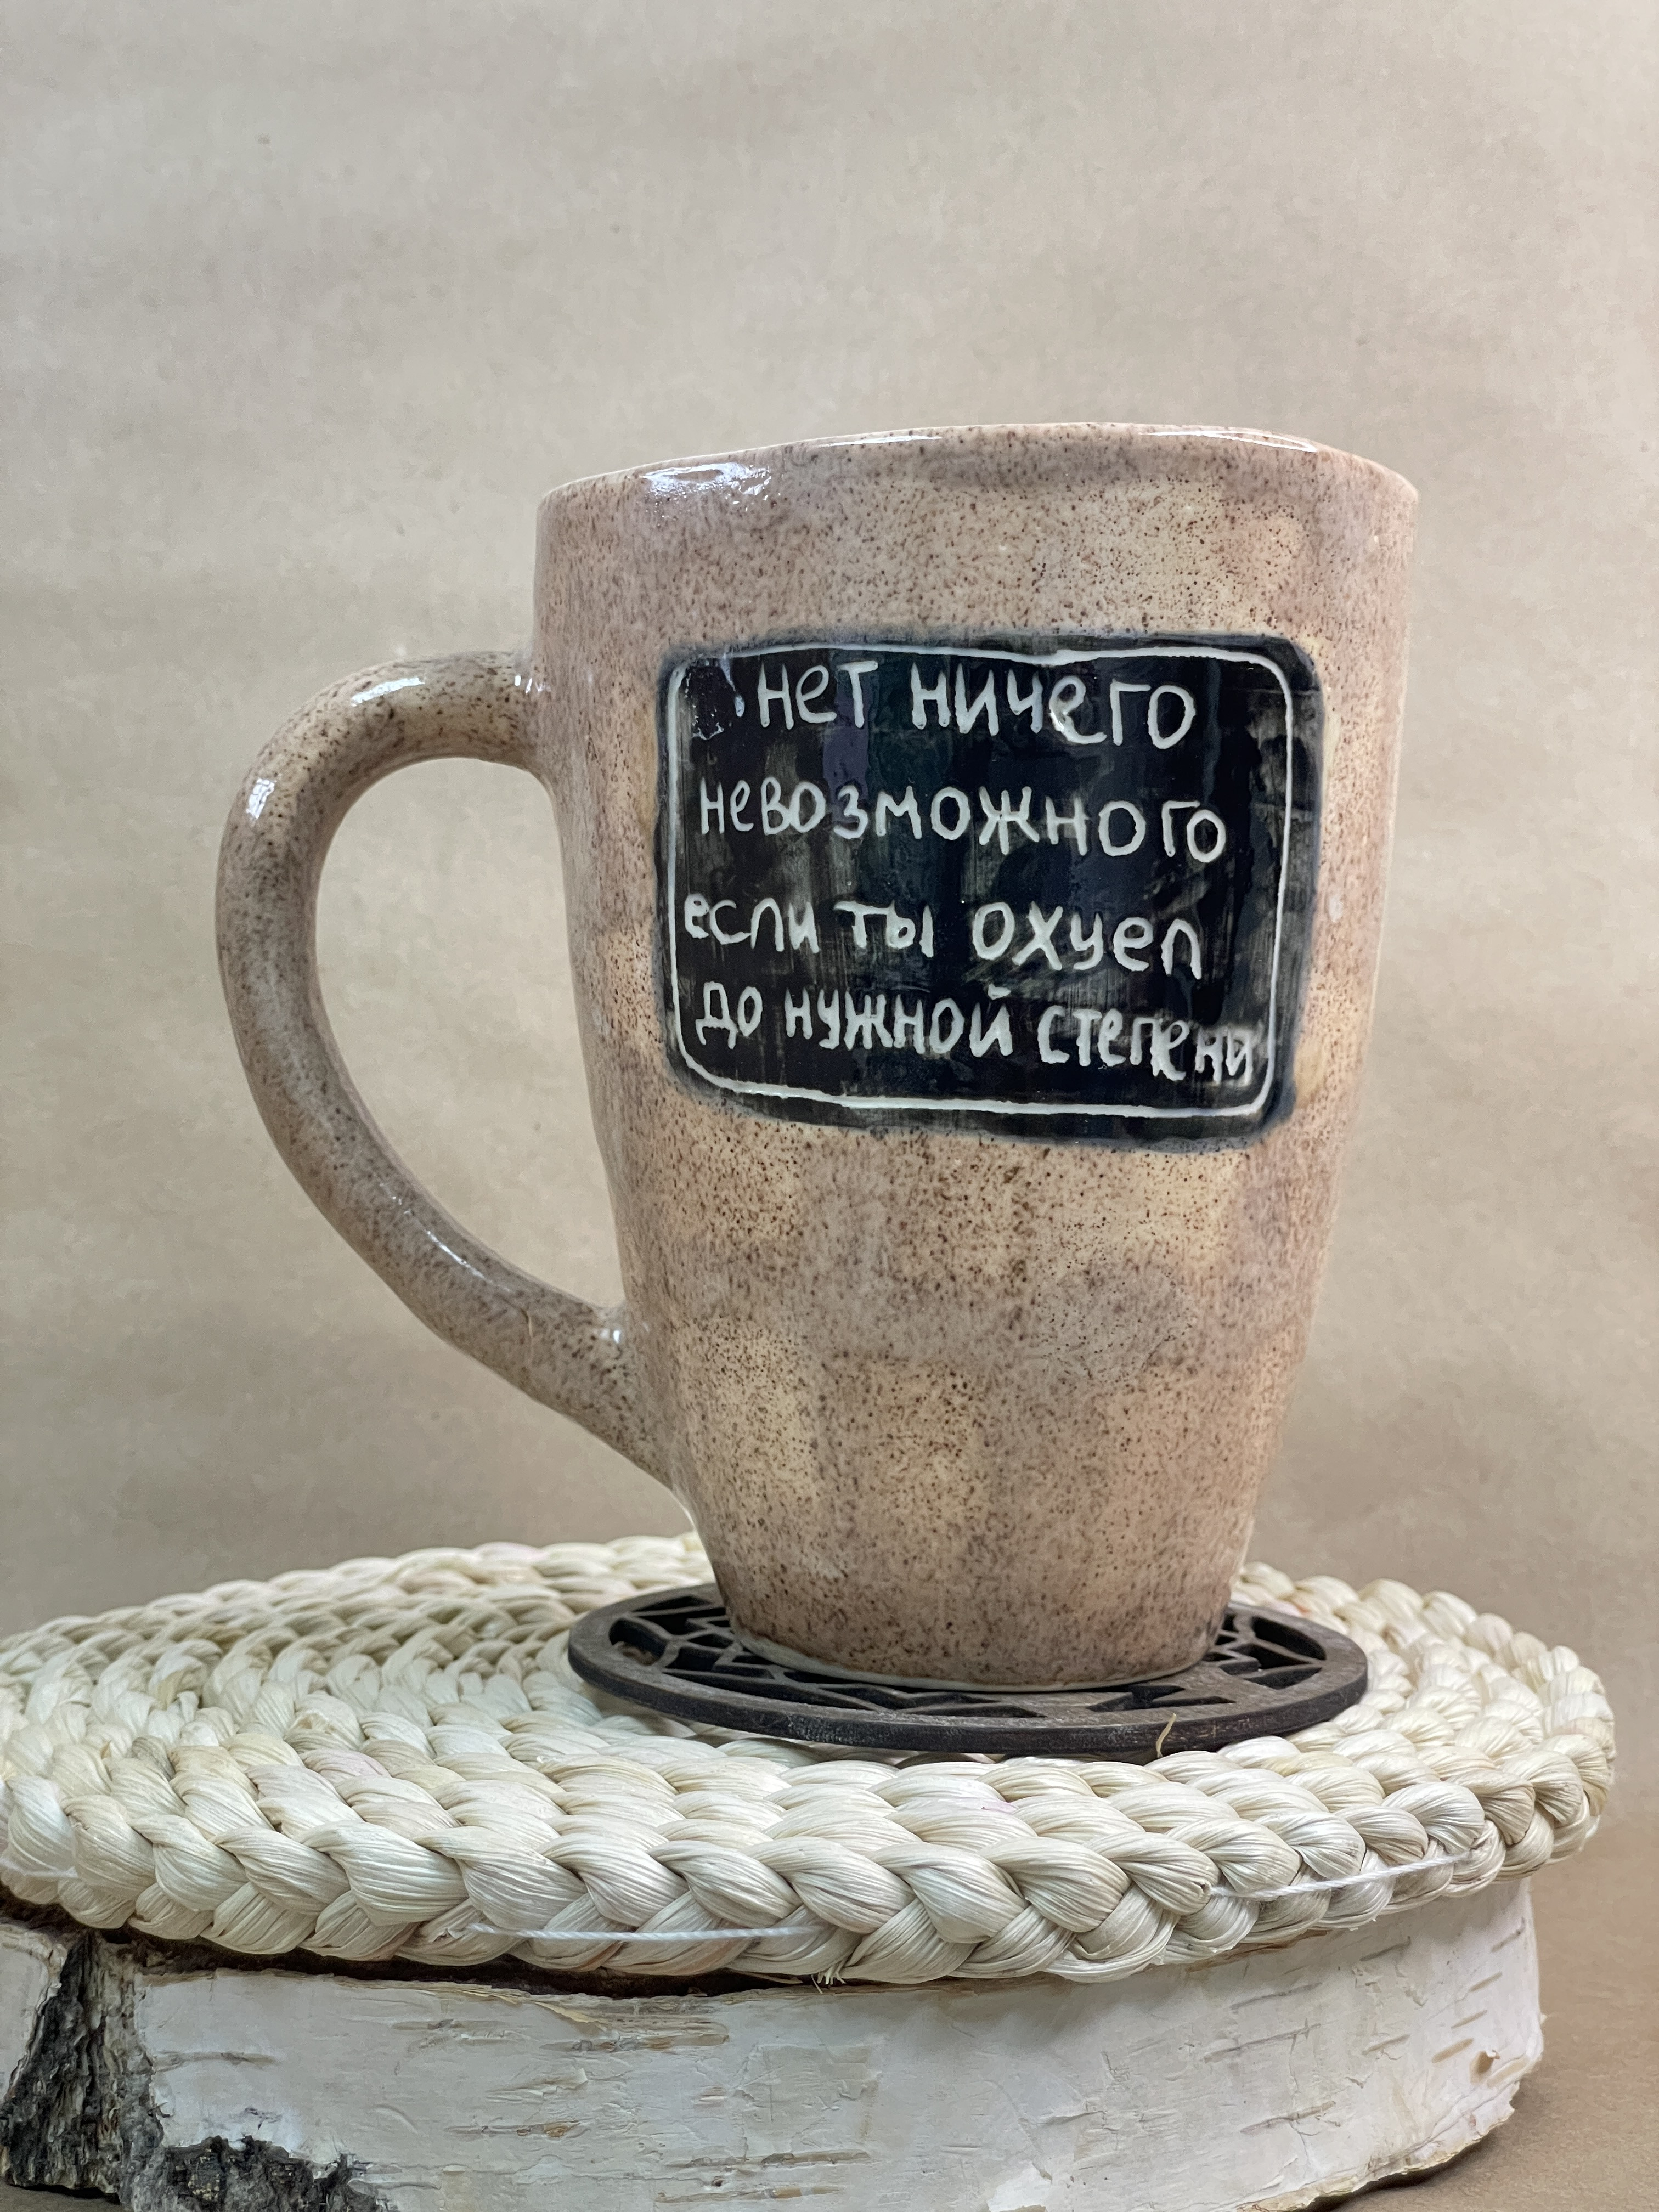 нет ничего
невозможного
если ты охуел
до нужной степени